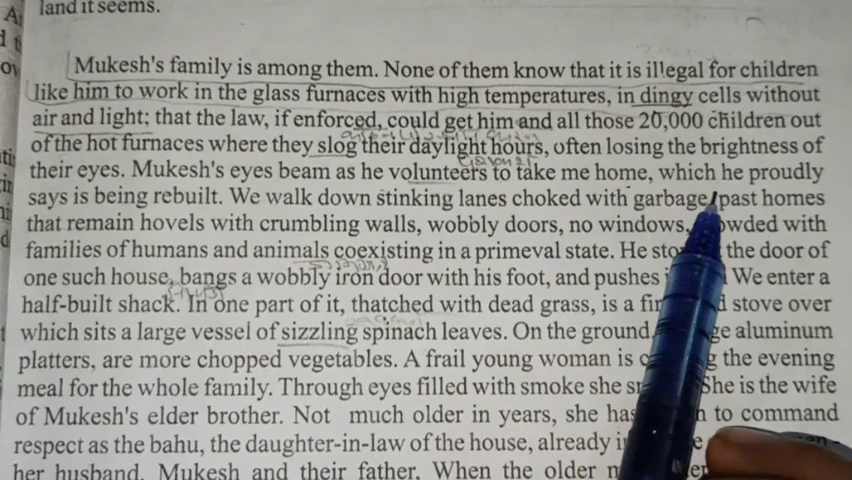 land it seems.
Mukesh's family is among them. None of them know that it is illegal for children
like him to work in the glass furnaces with high temperatures, in dingy cells without
air and light; that the law, if enforced, could get him and all those 20,000 children out
of the hot furnaces where they slog their daylight hours, often losing the brightness of
their eyes. Mukesh's eyes beam as he volunteers to take me home, which he proudly
says is being rebuilt. We walk down stinking lanes choked with garbage, past homes
that remain hovels with crumbling walls, wobbly doors, no windows, crowded with
families of humans and animals coexisting in a primeval state. He the door of
one such house, bangs a wobbly iron door with his foot, and pushes We enter a
half-built shack. In one part of it, thatched with dead grass, is a stove over
which sits a large vessel of sizzling spinach leaves. On the ground, aluminum
platters, are more chopped vegetables. A frail young woman is the evening
meal for the whole family. Through eyes filled with smoke she She is the wife
of Mukesh's elder brother. Not much older in years, she has to command
respect as the bahu, the daughter-in-law of the house, already
her husband, Mukesh and their father. When the older